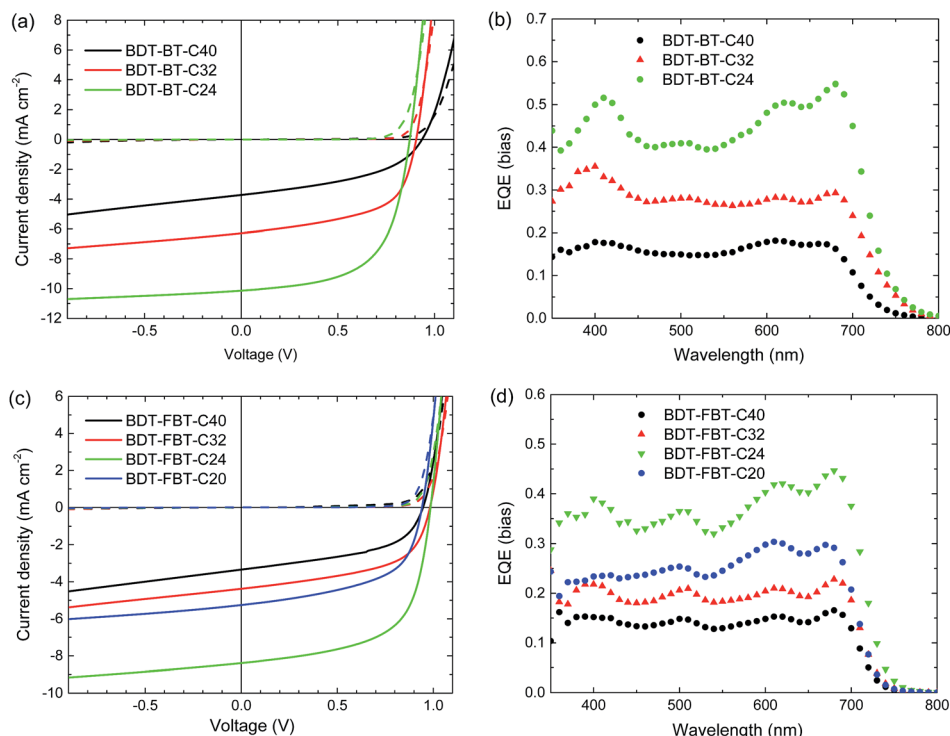 (a)
BDT-BT-C40
BDT-BT-C32
BDT-BT-C24
Current density (mA cm⁻²)
8
6
4
2
0
-2
-4
-6
-8
-10
-12
-0.5
0.0
0.5
1.0
Voltage (V)
(b)
BDT-BT-C40
BDT-BT-C32
BDT-BT-C24
EQE (bias)
0.7
0.6
0.5
0.4
0.3
0.2
0.1
0.0
400
500
600
700
800
Wavelength (nm)
(c)
BDT-FBT-C40
BDT-FBT-C32
BDT-FBT-C24
BDT-FBT-C20
Current density (mA cm⁻²)
6
4
2
0
-2
-4
-6
-8
-10
-0.5
0.0
0.5
1.0
Voltage (V)
(d)
BDT-FBT-C40
BDT-FBT-C32
BDT-FBT-C24
BDT-FBT-C20
EQE (bias)
0.6
0.5
0.4
0.3
0.2
0.1
0.0
400
500
600
700
800
Wavelength (nm)